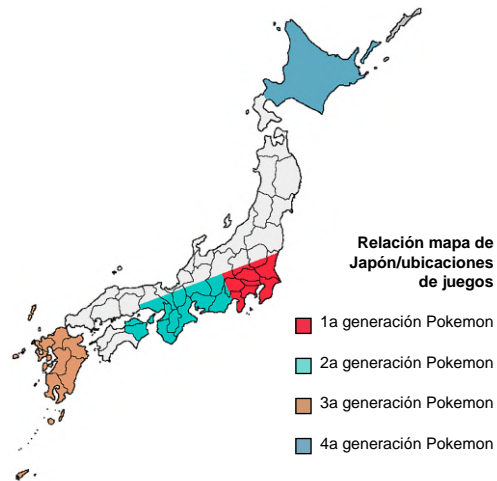 Relación mapa de
Japón/ubicaciones
de juegos
1a generación Pokemon
2a generación Pokemon
3a generación Pokemon
4a generación Pokemon